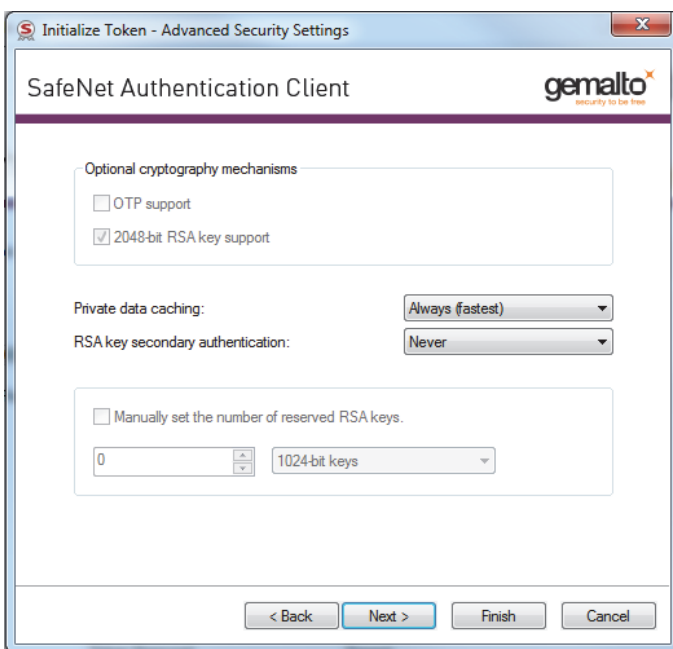 Initialize Token - Advanced Security Settings
SafeNet Authentication Client
gemalto
security to be free
Optional cryptography mechanisms
OTP support
2048-bit RSA key support
Private data caching: Always (fastest)
RSA key secondary authentication: Never
Manually set the number of reserved RSA keys.
0 1024-bit keys
< Back Next > Finish Cancel